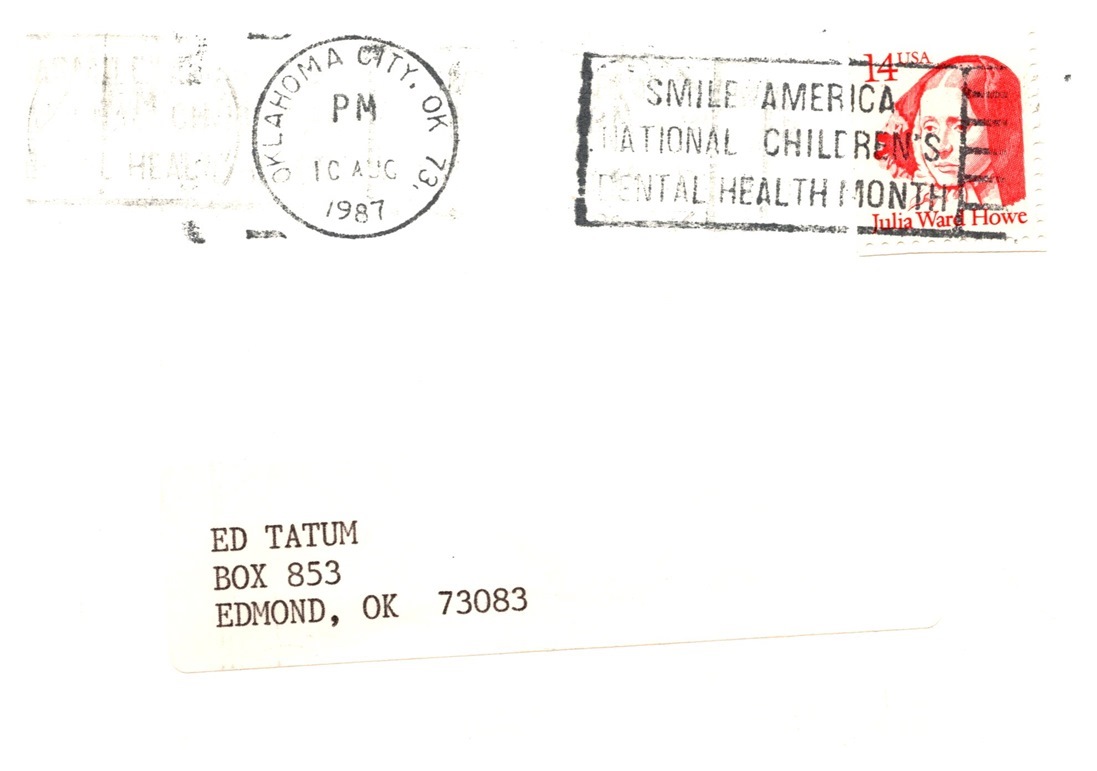 OKLAHOMA CITY, OK 73,
PM
10 AUG
1987
SMILE AMERICA
NATIONAL CHILDREN'S
DENTAL HEALTH MONTH
14 USA
Julia Ward Howe
ED TATUM
BOX 853
EDMOND, OK 73083